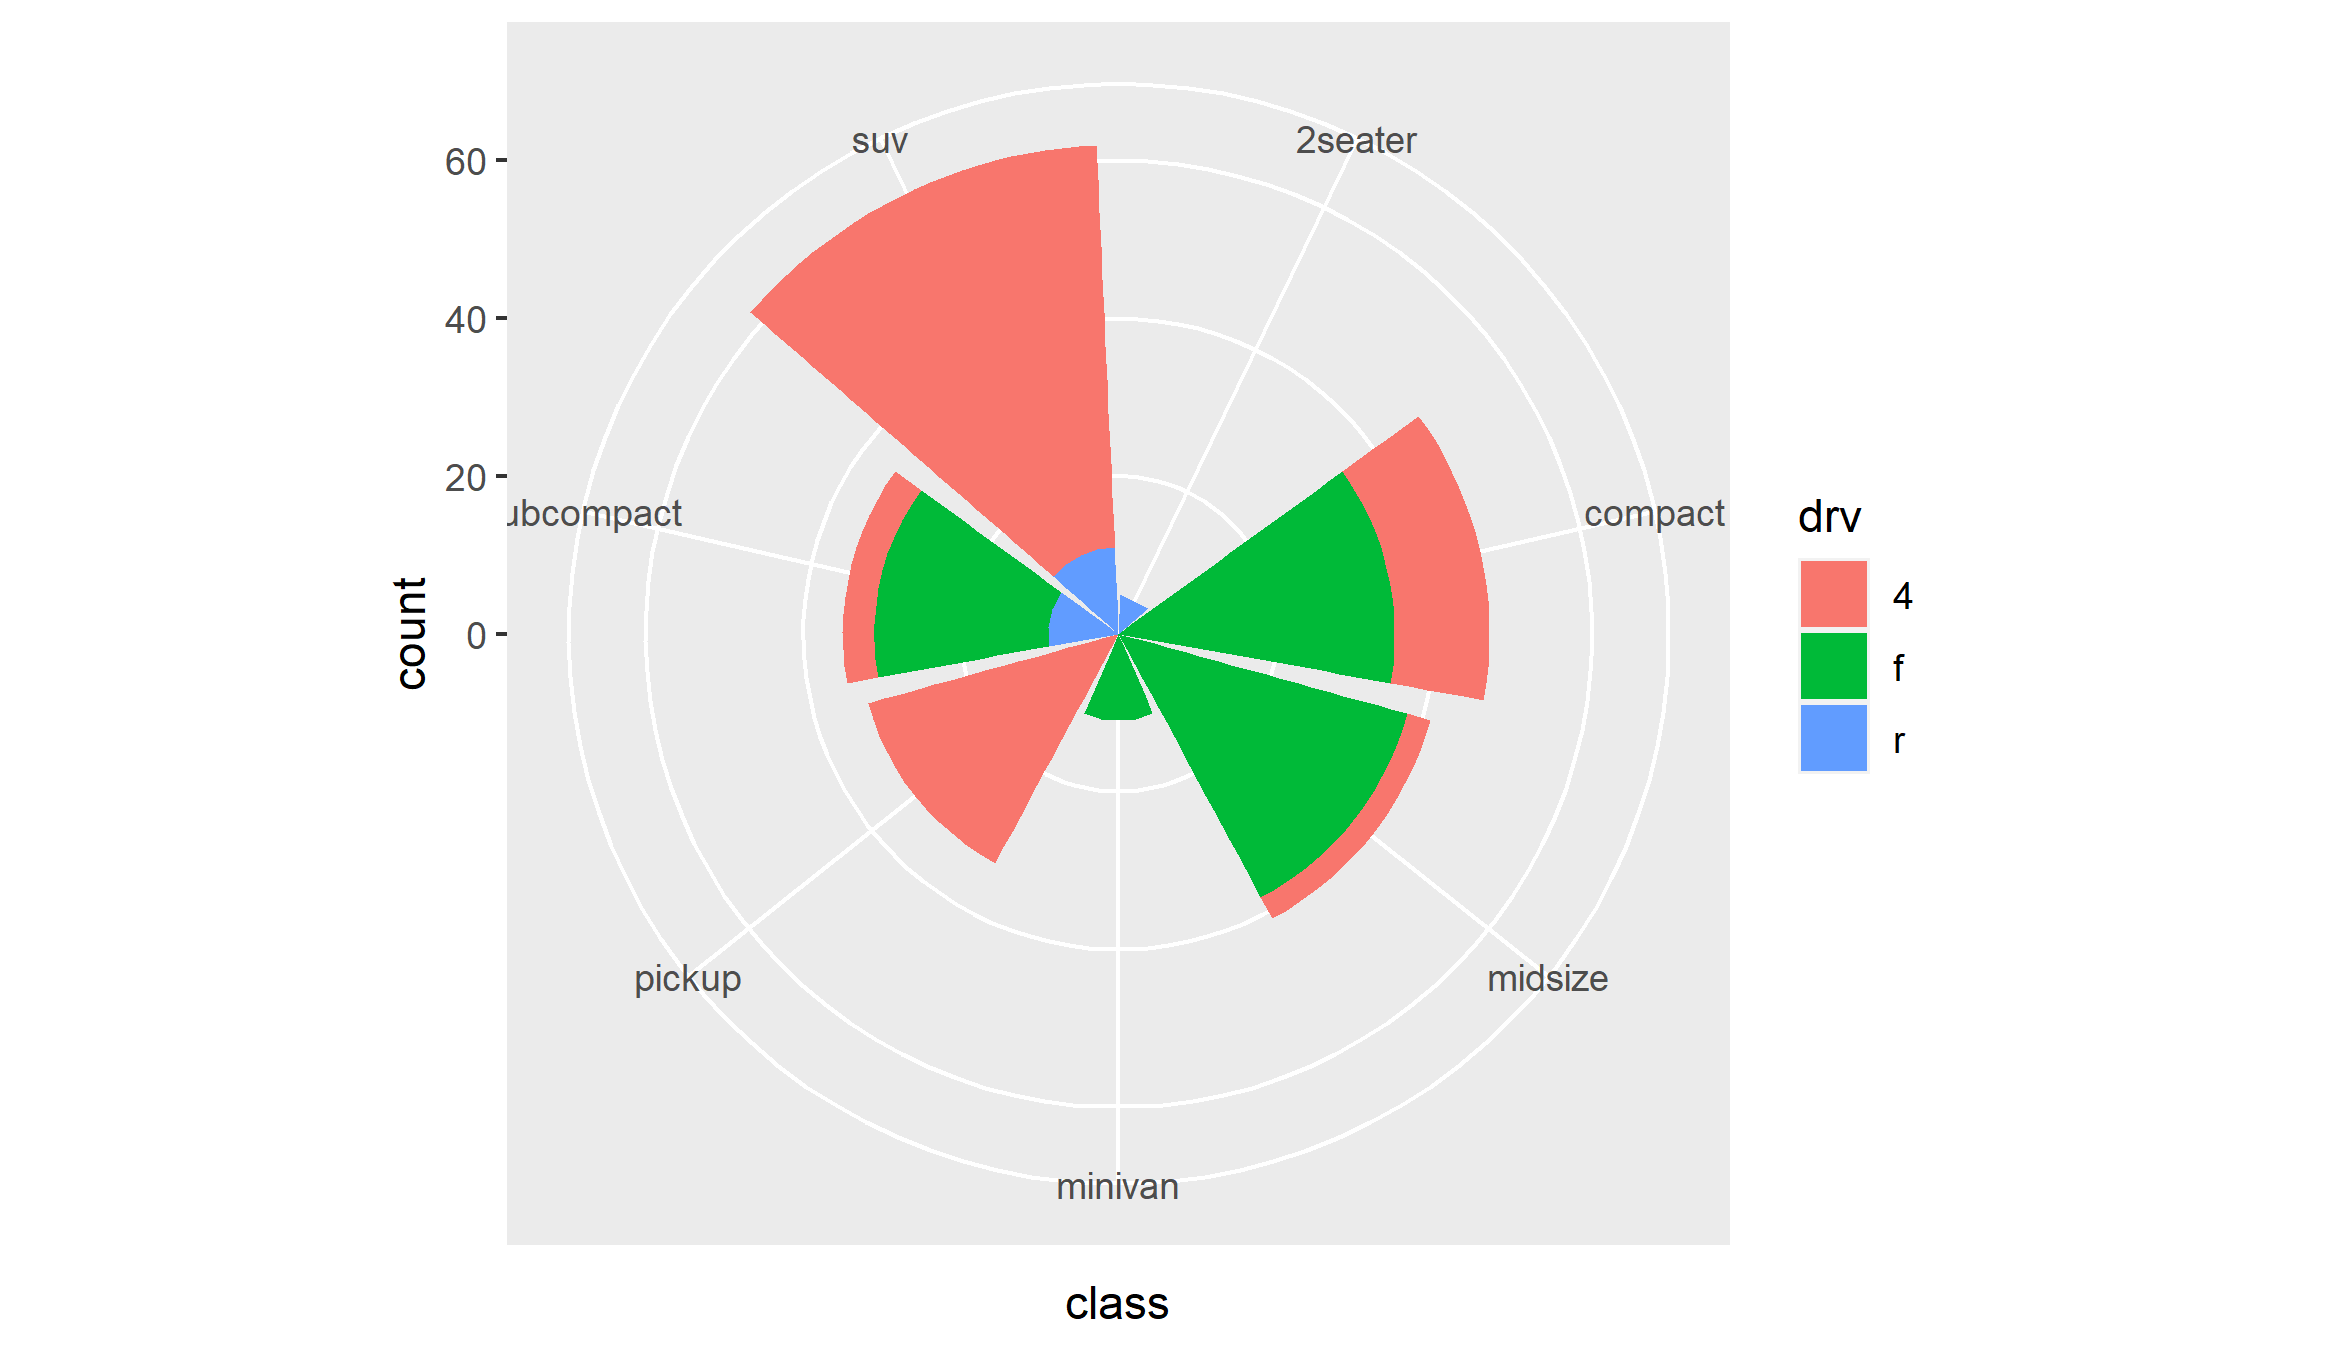 suv
2seater
60
40
20
0
ubcompact
compact
pickup
midsize
minivan
count
class
drv
4
f
r